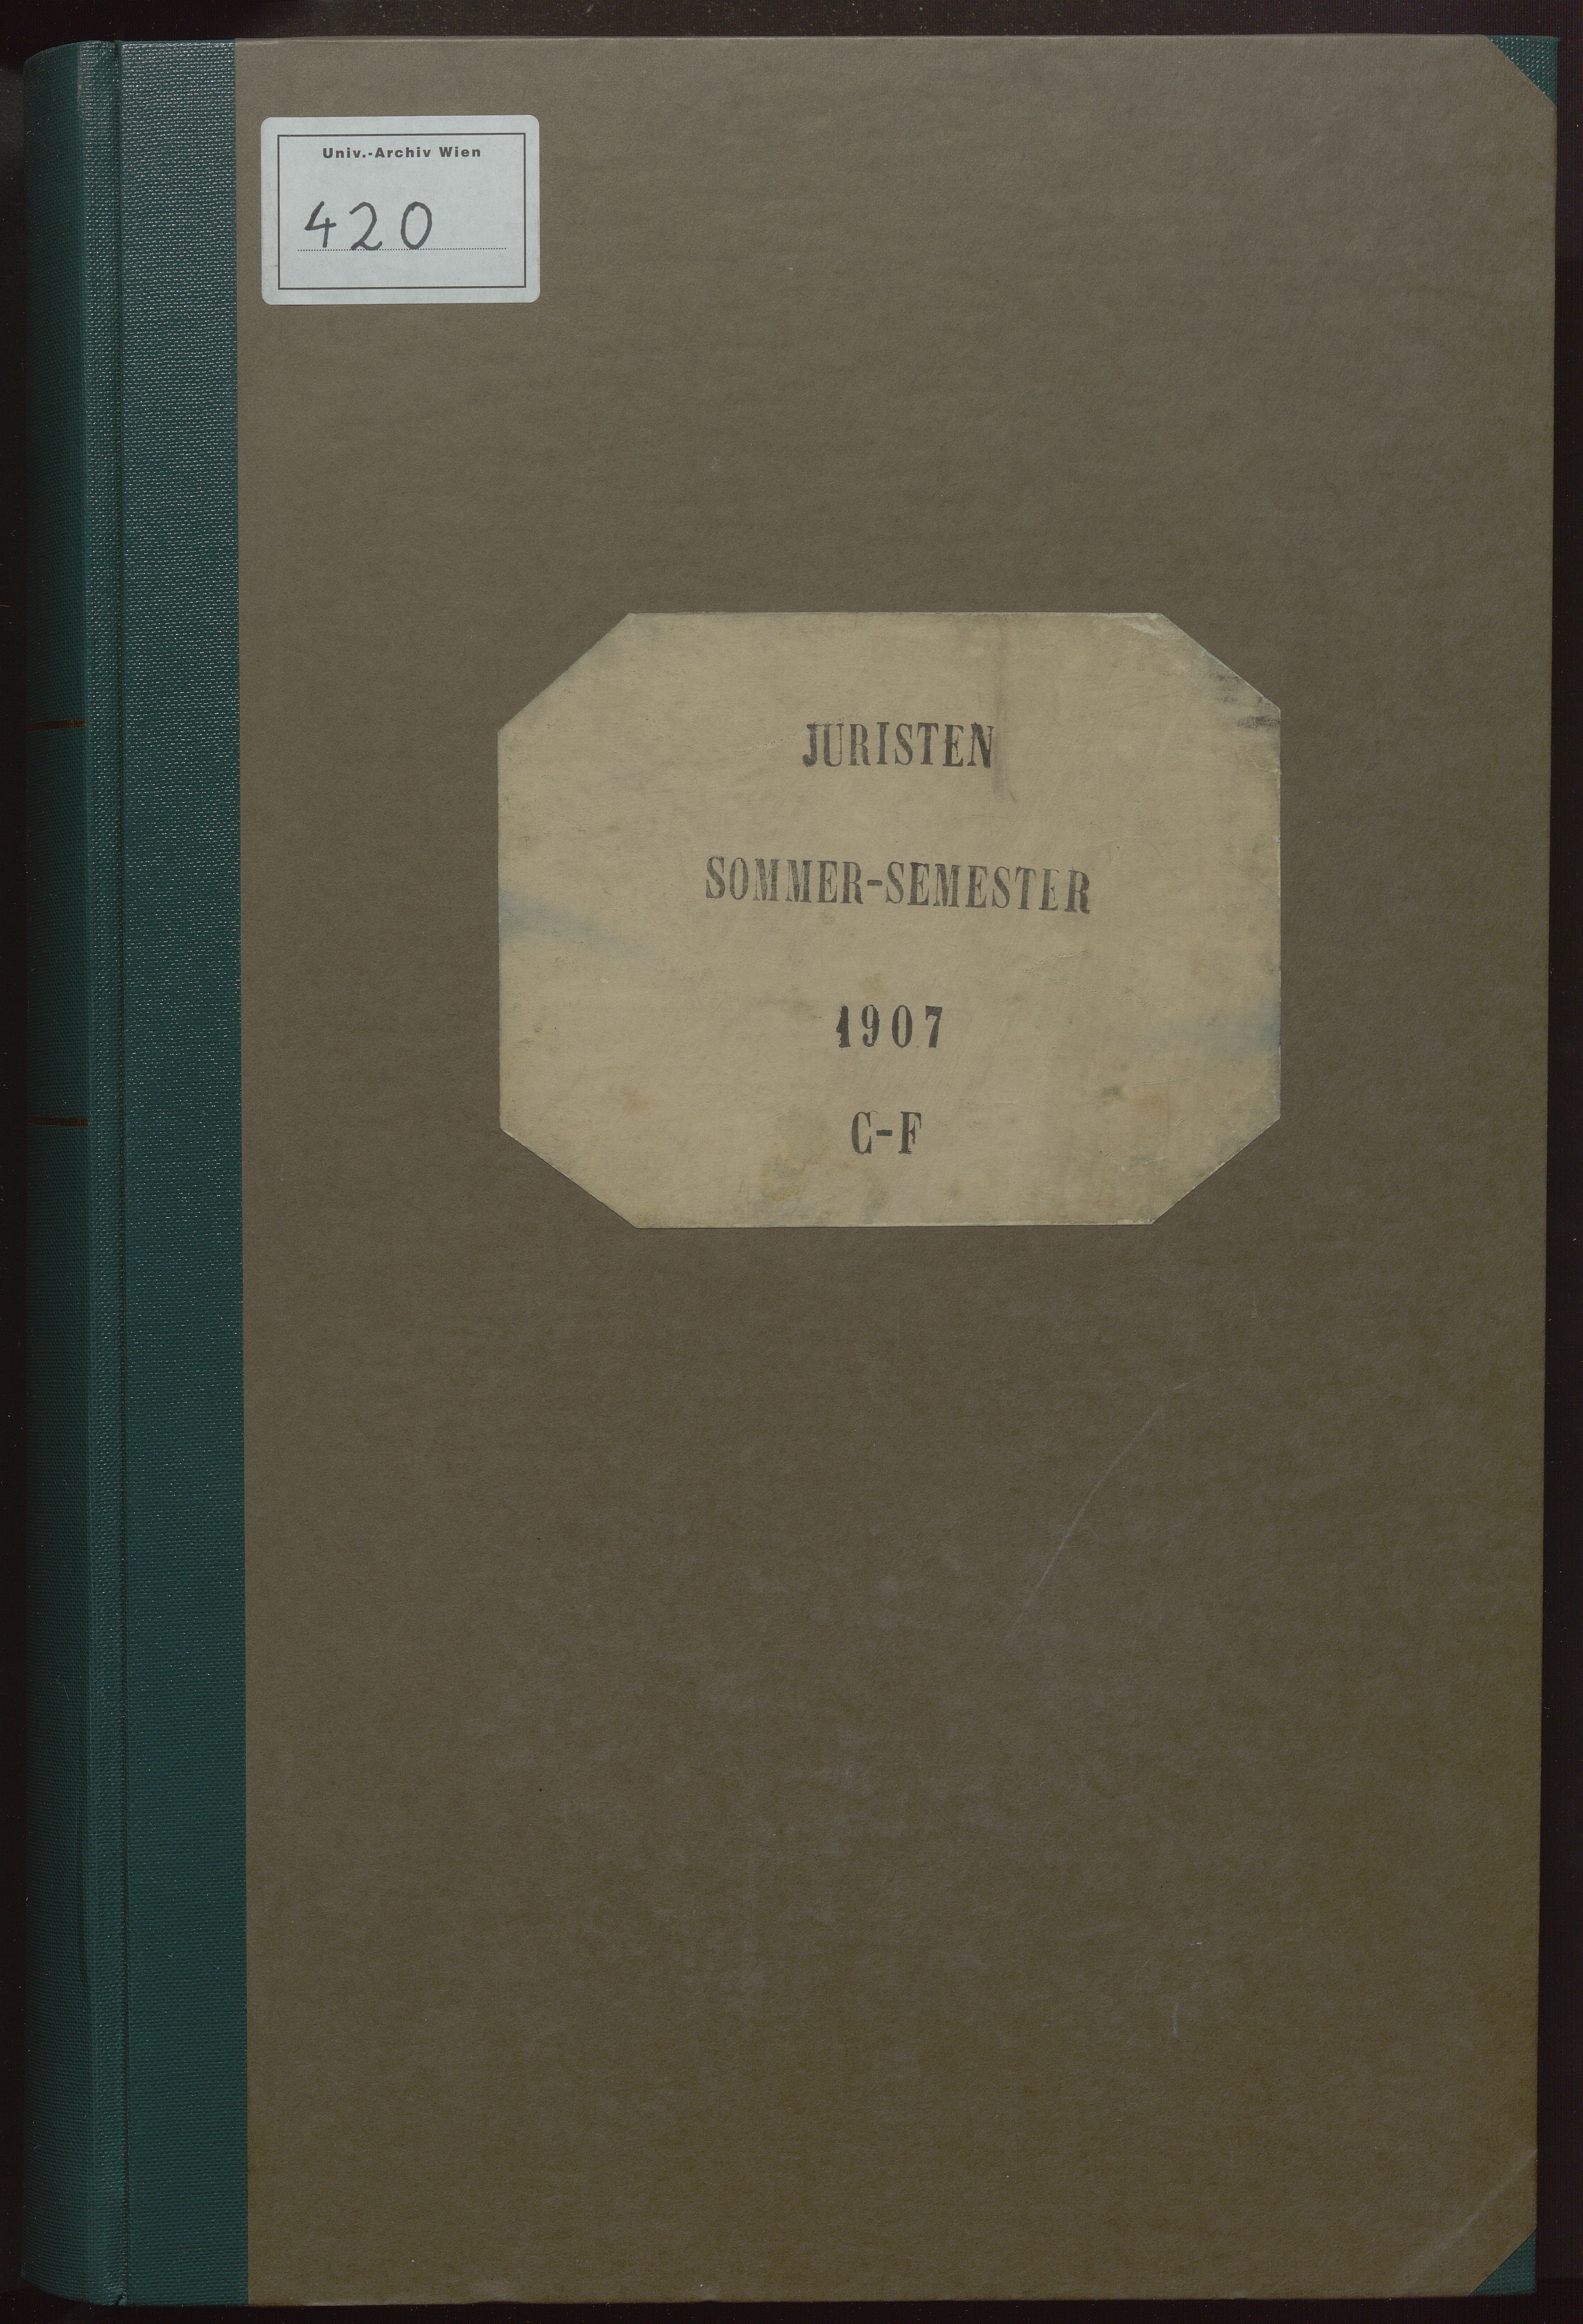 Univ.-Archiv Wien
420
JURISTEN
SOMMER-SEMESTER
1907
C-F